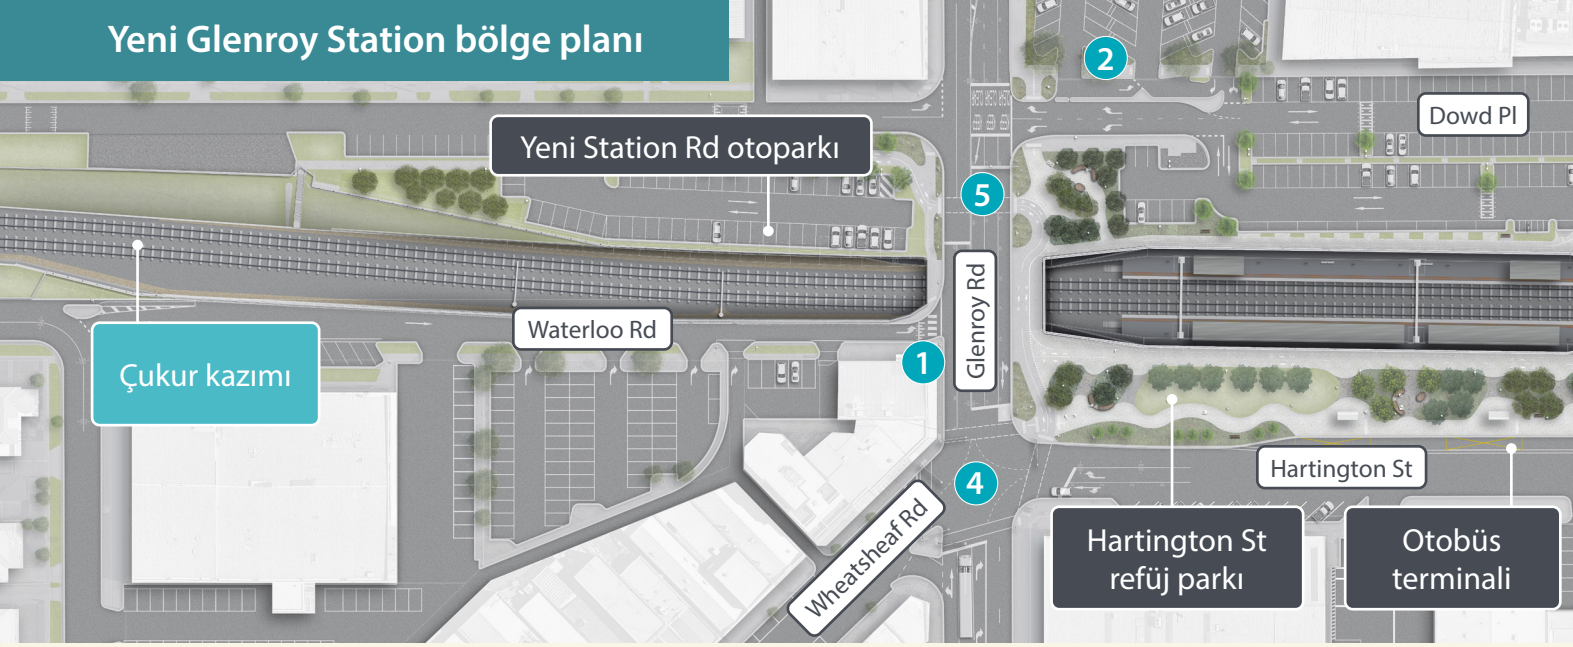 Yeni Glenroy Station bölge planı
2
Dowd Pl
Yeni Station Rd otoparkı
5
Glenroy Rd
Waterloo Rd
1
Çukur kazımı
Hartington St
4
Wheatsheaf Rd
Hartington St
refüj parkı
Otobüs
terminali